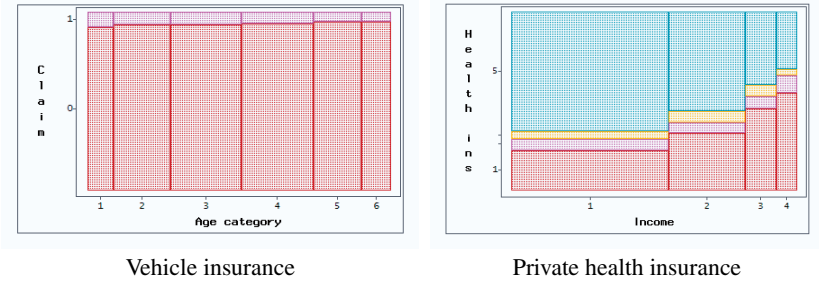 Claim
1
0
1 2 3 4 5 6
Age category
Vehicle insurance
Health ins
5
1
1 2 3 4
Income
Private health insurance